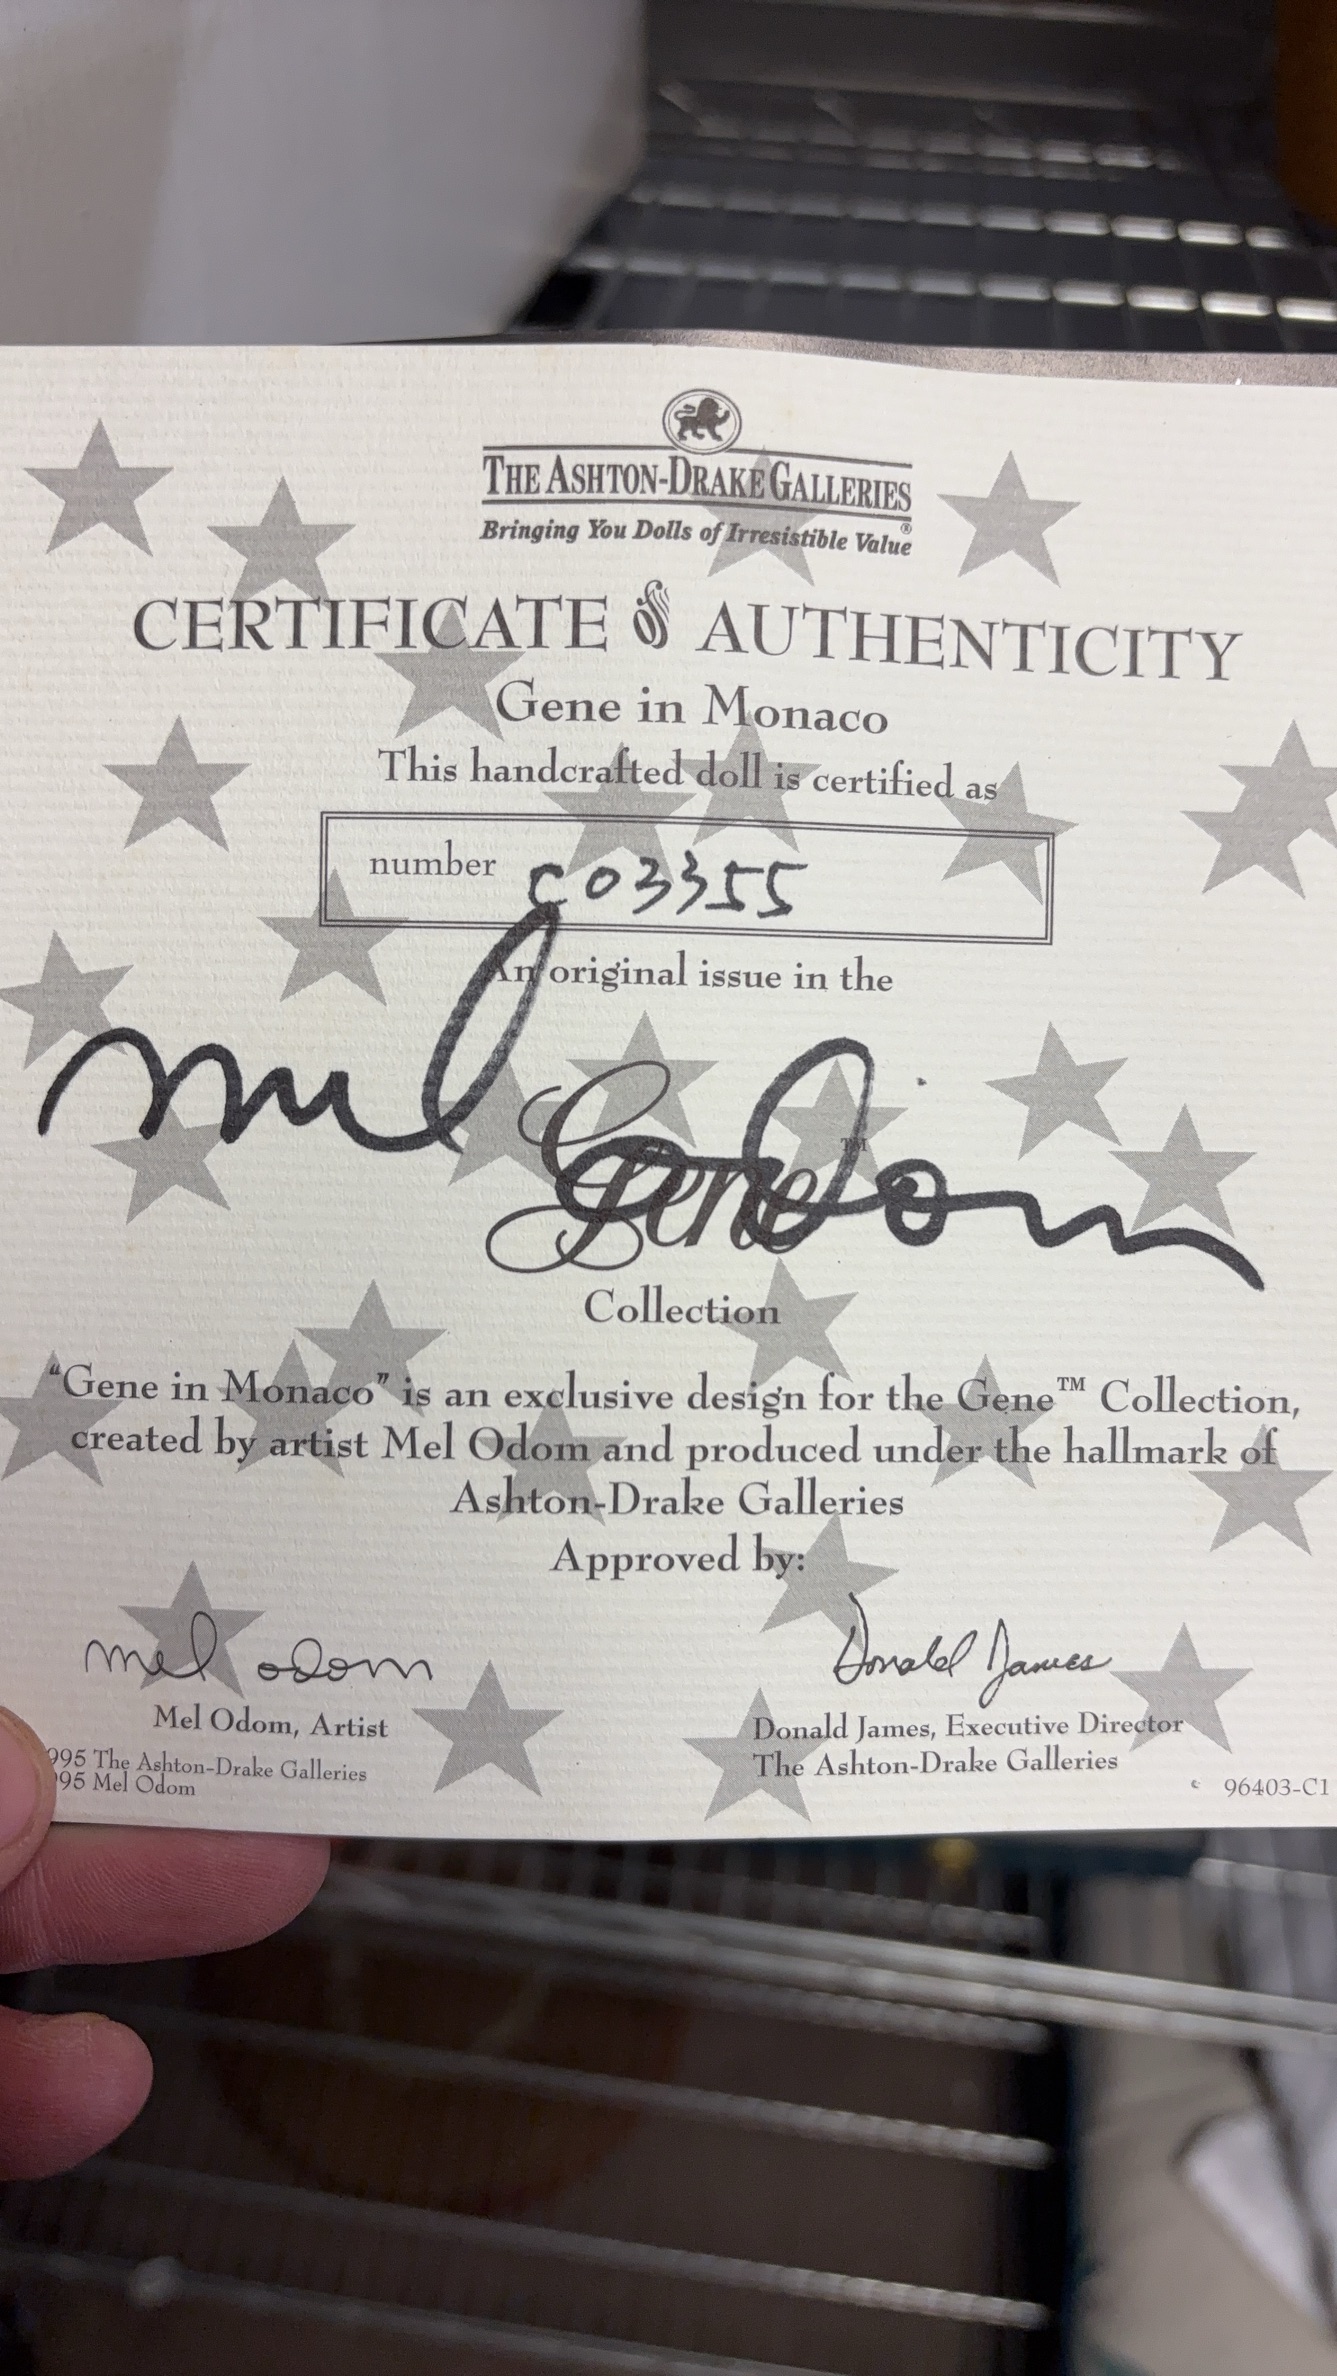 THE ASHTON-DRAKE GALLERIES
Bringing You Dolls of Irresistible Value®
CERTIFICATE of AUTHENTICITY
Gene in Monaco
This handcrafted doll is certified as
number C03355
An original issue in the
Mel Odom
Gene™
Collection
"Gene in Monaco" is an exclusive design for the Gene™ Collection,
created by artist Mel Odom and produced under the hallmark of
Ashton-Drake Galleries
Approved by:
Mel Odom
Mel Odom, Artist
995 The Ashton-Drake Galleries
95 Mel Odom
Donald James
Donald James, Executive Director
The Ashton-Drake Galleries
96403-C1